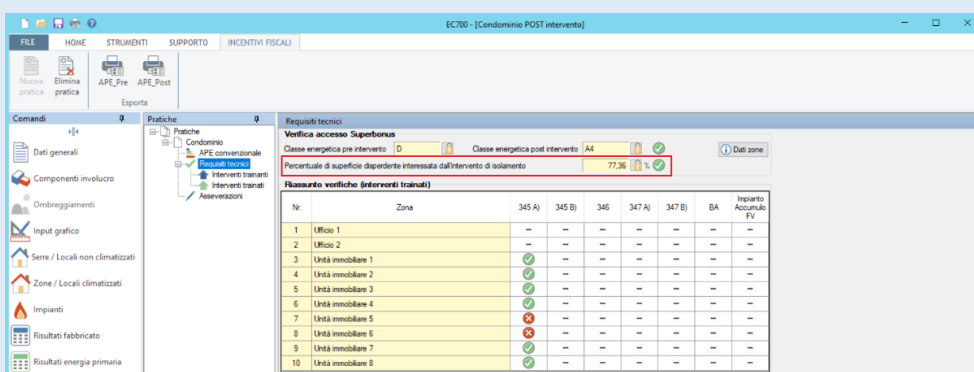 EC700 - [Condominio POST intervento]
FILE HOME STRUMENTI SUPPORTO INCENTIVI FISCALI
Nuova pratica
Elimina pratica
APE_Pre
APE_Post
Esporta
Comandi
Dati generali
Componenti involucro
Ombreggiamenti
Input grafico
Serre / Locali non climatizzati
Zone / Locali climatizzati
Impianti
Risultati fabbricato
Risultati energia primaria
Pratiche
Pratiche
Condominio
APE convenzionale
Requisiti tecnici
Interventi trainanti
Interventi trainati
Asseverazioni
Requisiti tecnici
Verifica accesso Superbonus
Classe energetica pre intervento D Classe energetica post intervento A4 Dati zone
Percentuale di superficie disperdente interessata dall'intervento di isolamento 77,36 %
Riassunto verifiche (interventi trainati)
Nr. Zona 345 A) 345 B) 346 347 A) 347 B) BA Impianto Accumulo FV
1 Ufficio 1 – – – – – – –
2 Ufficio 2 – – – – – – –
3 Unità immobiliare 1 – – – – – –
4 Unità immobiliare 2 – – – – – –
5 Unità immobiliare 3 – – – – – –
6 Unità immobiliare 4 – – – – – –
7 Unità immobiliare 5 – – – – – –
8 Unità immobiliare 6 – – – – – –
9 Unità immobiliare 7 – – – – – –
10 Unità immobiliare 8 – – – – – –